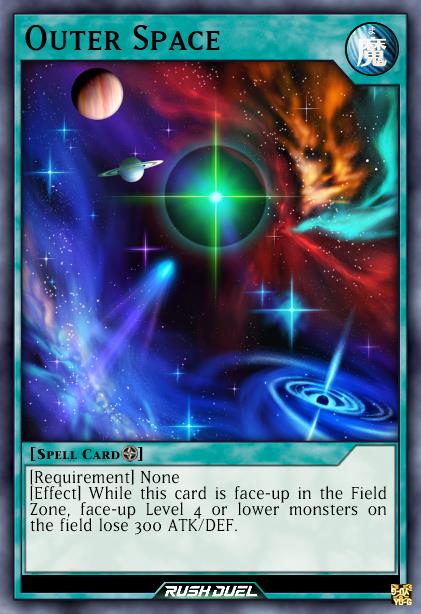 Outer Space
ま
魔
[Spell Card]
[Requirement] None
[Effect] While this card is face-up in the Field
Zone, face-up Level 4 or lower monsters on
the field lose 300 ATK/DEF.
RUSH DUEL